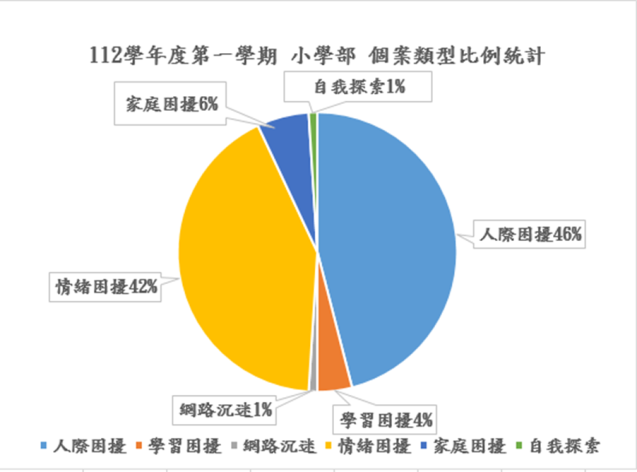 112學年度第一學期 小學部 個案類型比例統計
自我探索1%
家庭困擾6%
人際困擾46%
情緒困擾42%
網路沉迷1%
學習困擾4%
人際困擾 學習困擾 網路沉迷 情緒困擾 家庭困擾 自我探索